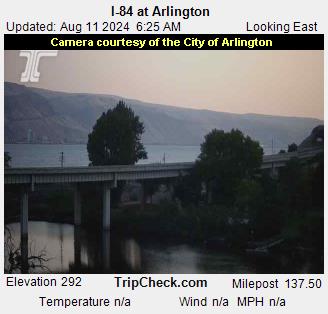 I-84 at Arlington
Updated: Aug 11 2024 6:25 AM Looking East
Camera courtesy of the City of Arlington
Elevation 292 TripCheck.com Milepost 137.50
Temperature n/a Wind n/a MPH n/a